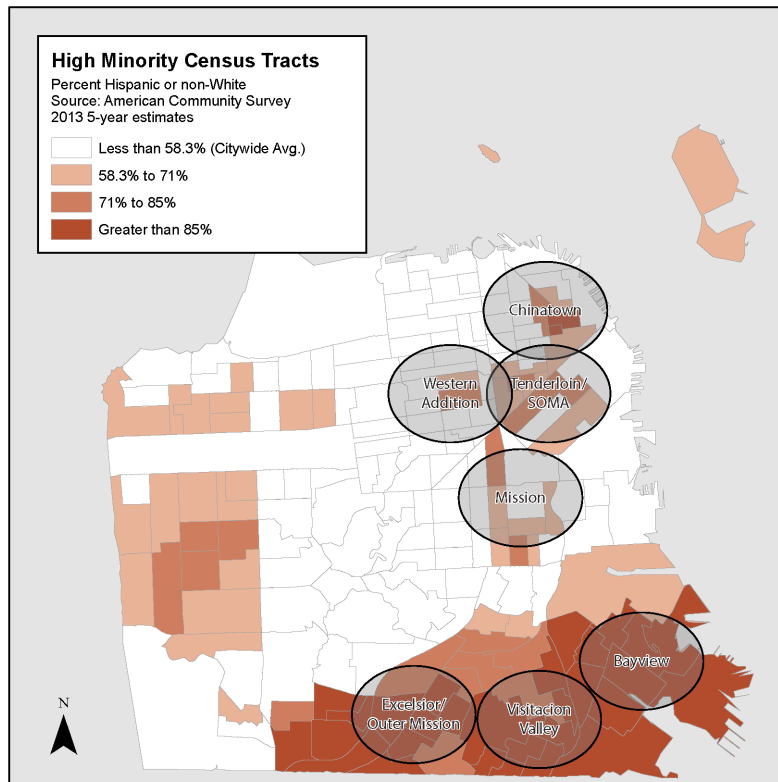 High Minority Census Tracts
Percent Hispanic or non-White
Source: American Community Survey
2013 5-year estimates
Less than 58.3% (Citywide Avg.)
58.3% to 71%
71% to 85%
Greater than 85%
Chinatown
Western
Addition
Tenderloin/
SOMA
Mission
Bayview
Excelsior/
Outer Mission
Visitacion
Valley
N